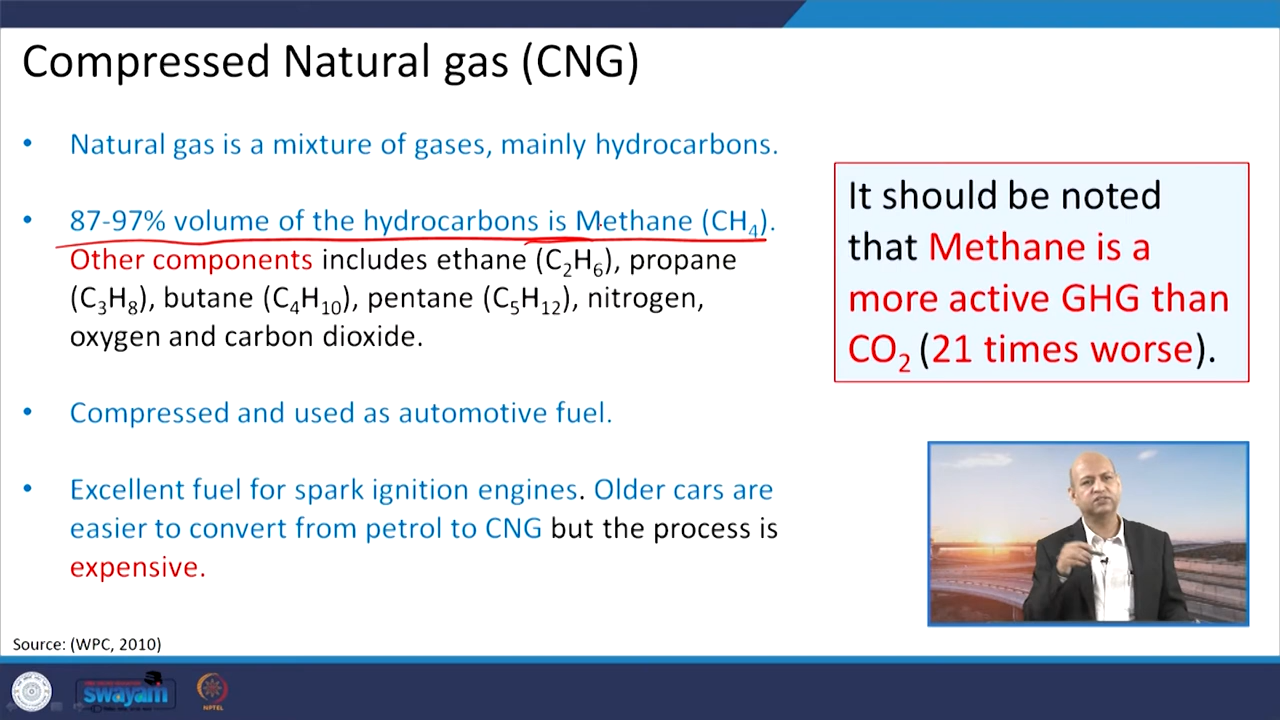 Compressed Natural gas (CNG)
• Natural gas is a mixture of gases, mainly hydrocarbons.
• 87-97% volume of the hydrocarbons is Methane (CH₄).
Other components includes ethane (C₂H₆), propane
(C₃H₈), butane (C₄H₁₀), pentane (C₅H₁₂), nitrogen,
oxygen and carbon dioxide.
• Compressed and used as automotive fuel.
• Excellent fuel for spark ignition engines. Older cars are
easier to convert from petrol to CNG but the process is
expensive.
It should be noted
that Methane is a
more active GHG than
CO₂ (21 times worse).
Source: (WPC, 2010)
swayam
NPTEL